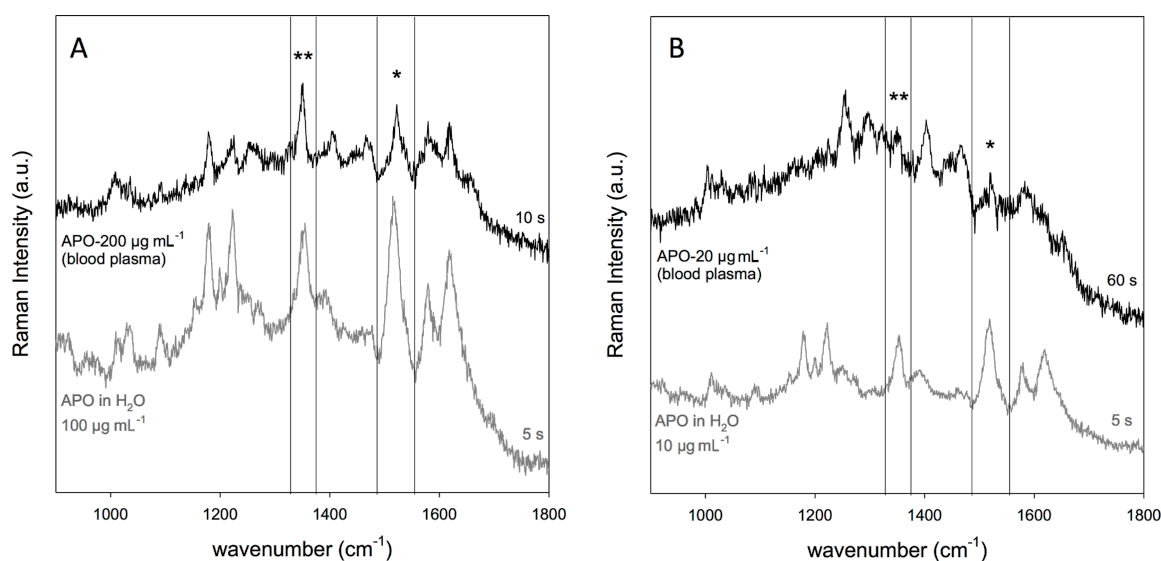 A
**
*
10 s
APO-200 µg mL⁻¹
(blood plasma)
APO in H₂O
100 µg mL⁻¹
5 s
Raman Intensity (a.u.)
1000 1200 1400 1600 1800
wavenumber (cm⁻¹)
B
**
*
APO-20 µg mL⁻¹
(blood plasma)
60 s
APO in H₂O
10 µg mL⁻¹
5 s
Raman Intensity (a.u.)
1000 1200 1400 1600 1800
wavenumber (cm⁻¹)